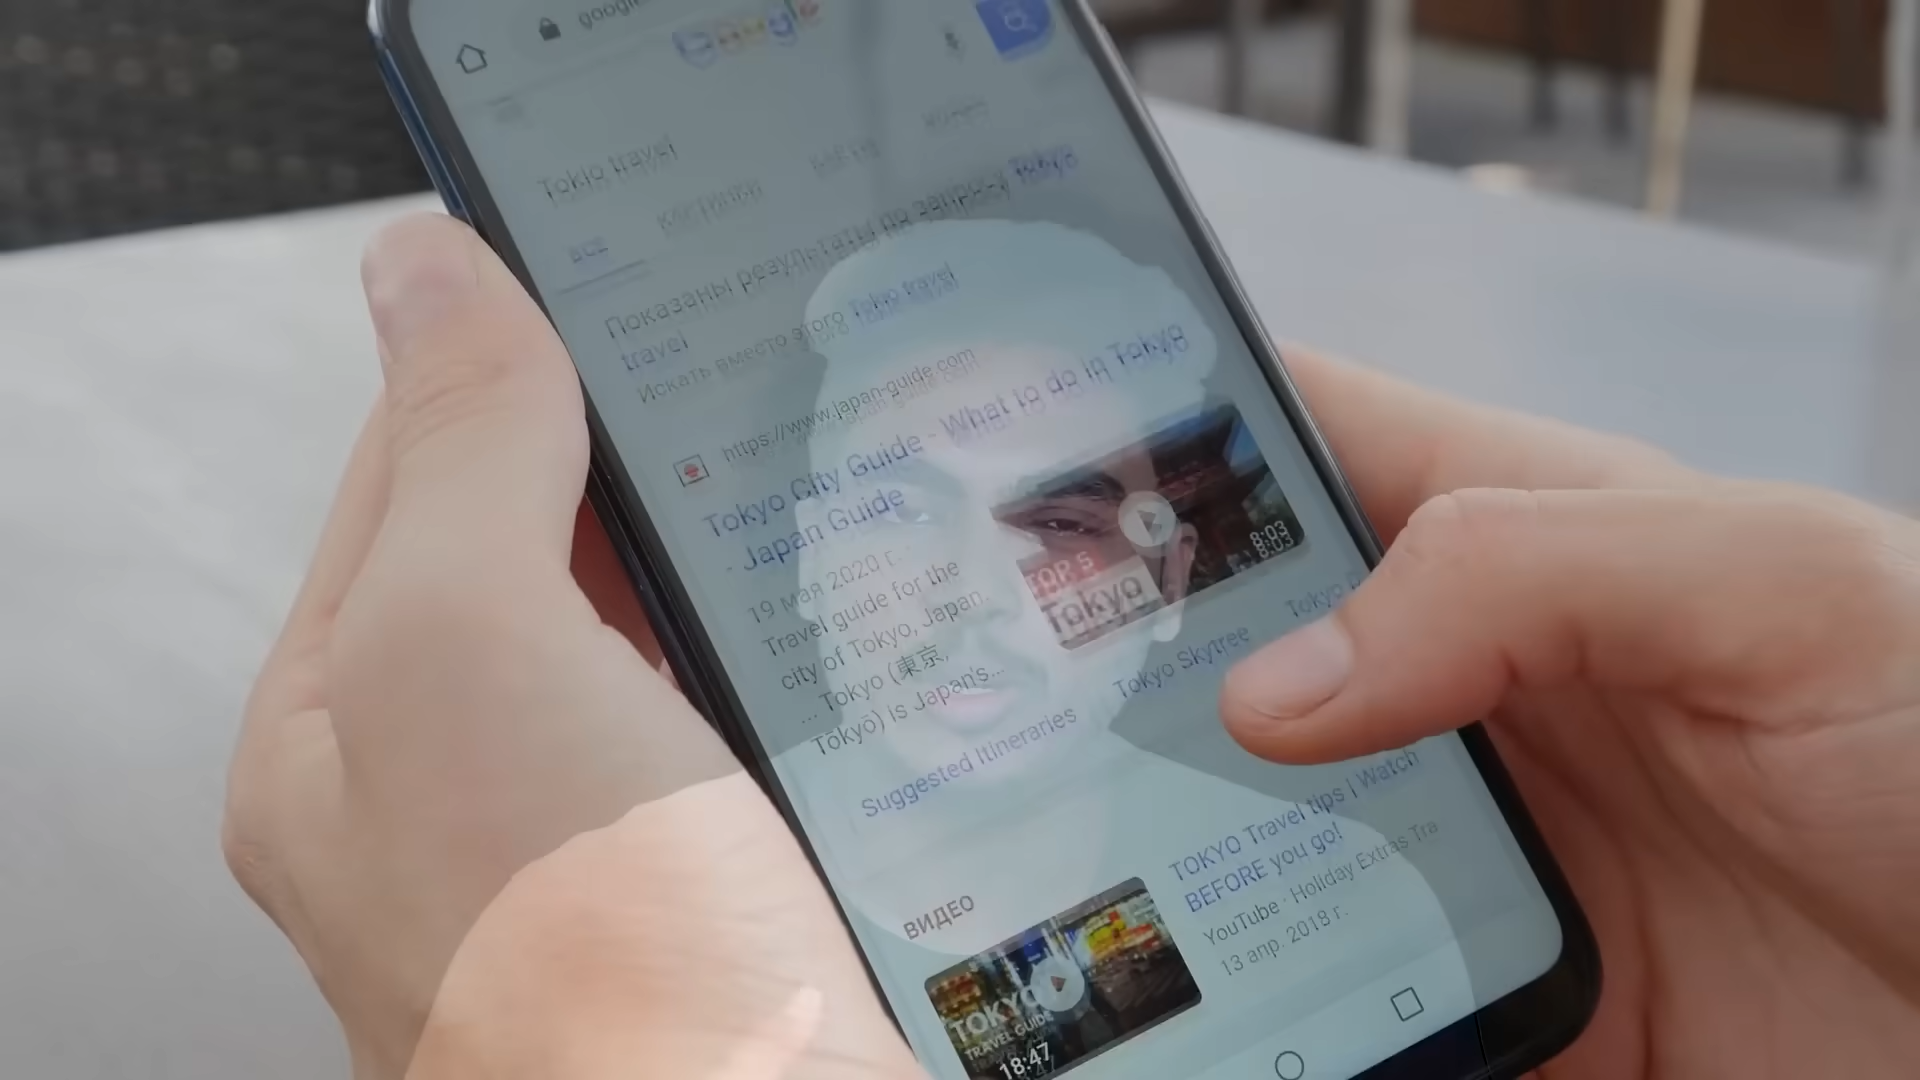 google
Google
Tokio travel
ВСЕ
КАРТИНКИ
Показаны результаты по запросу Tokyo
travel
Искать вместо этого Tokio travel
https://www.japan-guide.com
Tokyo City Guide - What to do in Tokyo
- Japan Guide
19 мая 2020 г. ·
Travel guide for the
city of Tokyo, Japan.
... Tokyo (東京,
Tōkyō) is Japan's...
TOP 5
Tokyo
8:03
Suggested Itineraries
Tokyo Skytree
Tokyo
ВИДЕО
TOKYO
TRAVEL GUIDE
18:47
TOKYO Travel tips | Watch
BEFORE you go!
YouTube · Holiday Extras Tra
13 апр. 2018 г.